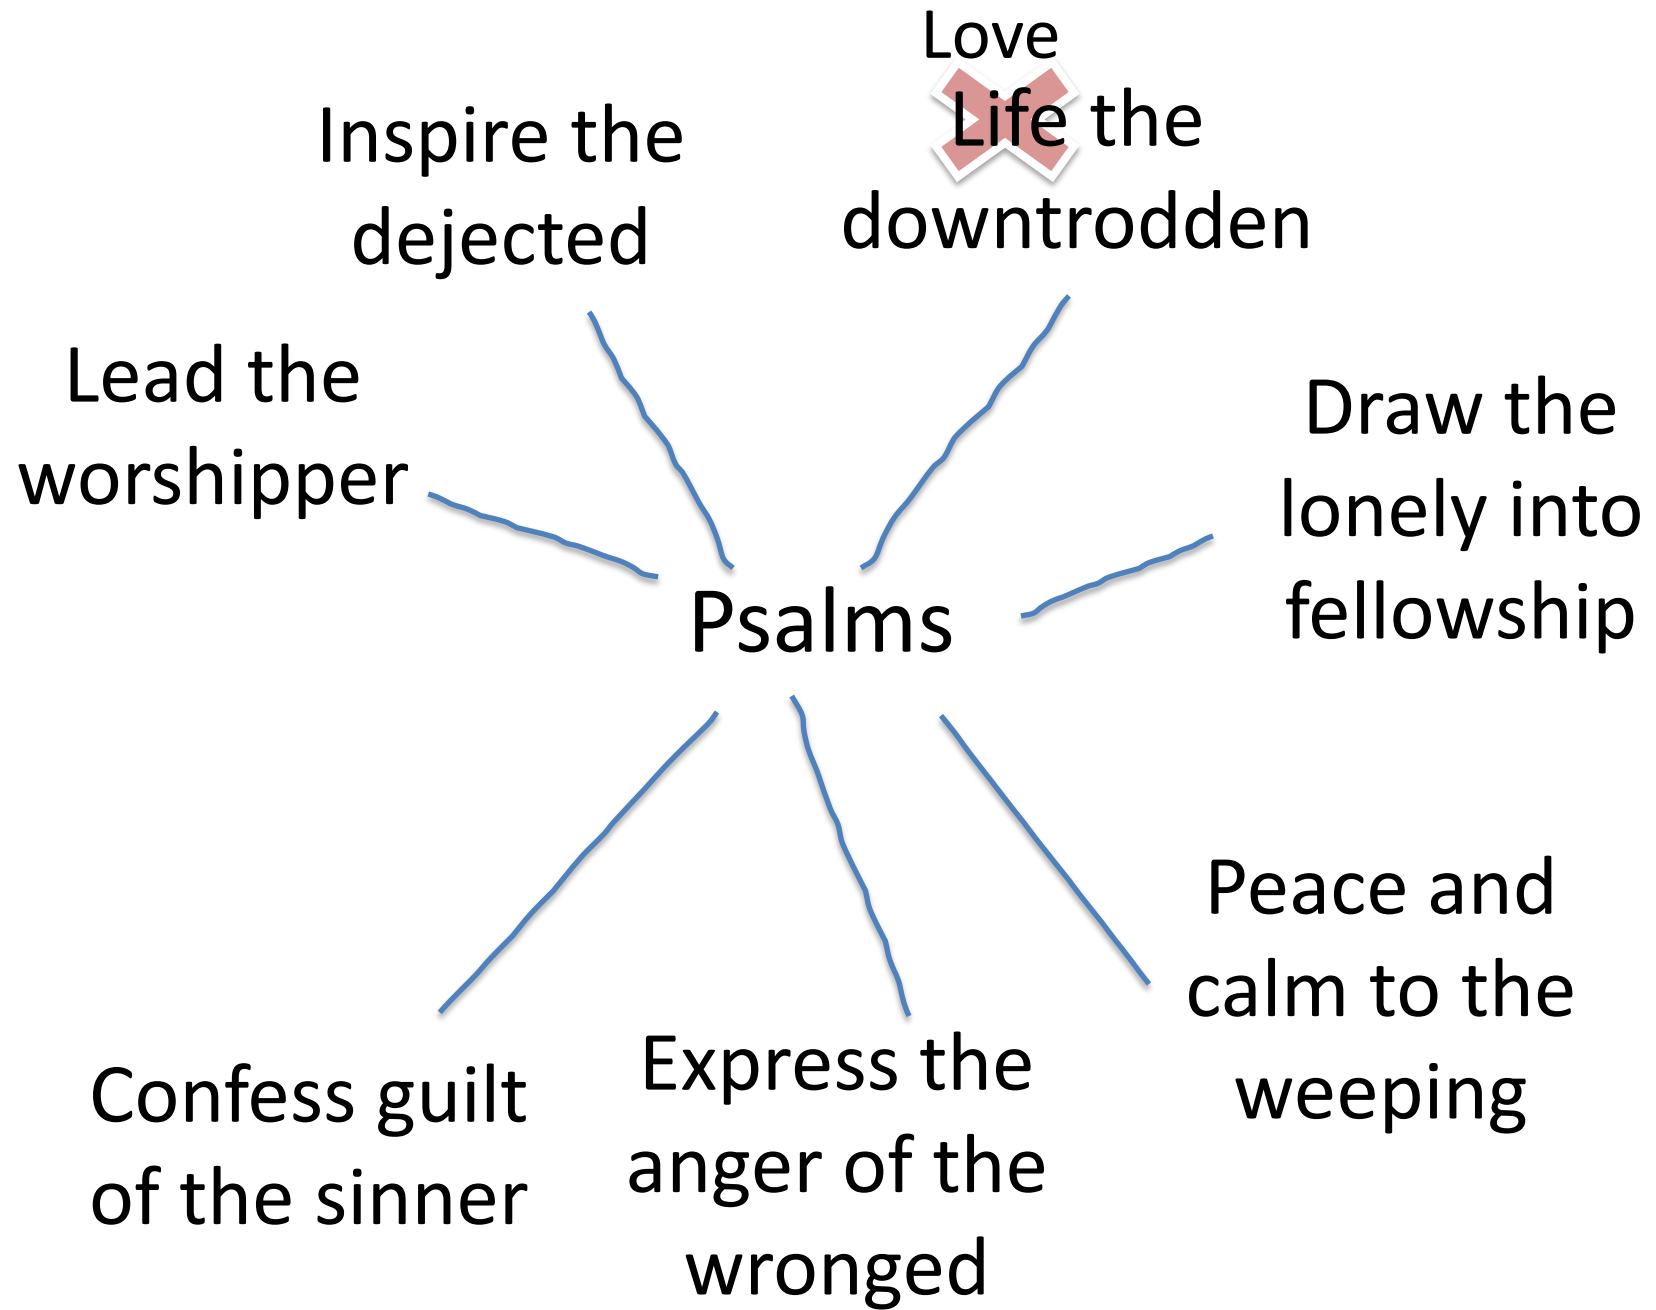 Love
Life the
downtrodden
Inspire the
dejected
Lead the
worshipper
Draw the
lonely into
fellowship
Psalms
Peace and
calm to the
weeping
Express the
anger of the
wronged
Confess guilt
of the sinner